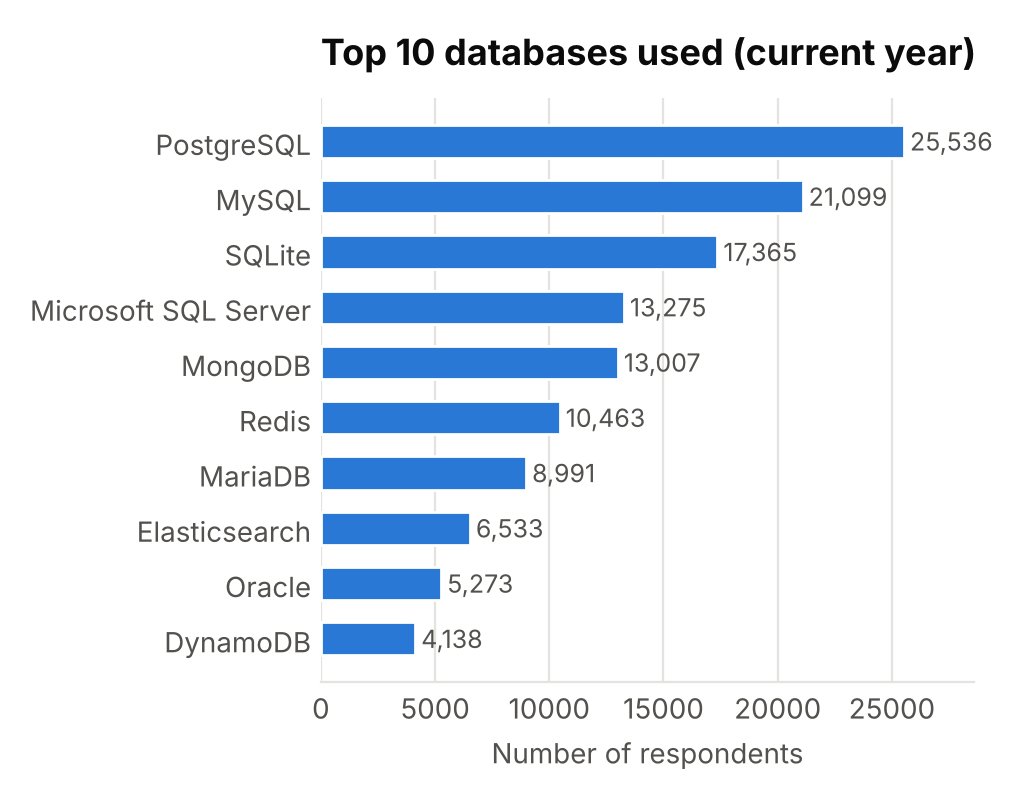 Top 10 databases used (current year)
PostgreSQL 25,536
MySQL 21,099
SQLite 17,365
Microsoft SQL Server 13,275
MongoDB 13,007
Redis 10,463
MariaDB 8,991
Elasticsearch 6,533
Oracle 5,273
DynamoDB 4,138
0 5000 10000 15000 20000 25000
Number of respondents